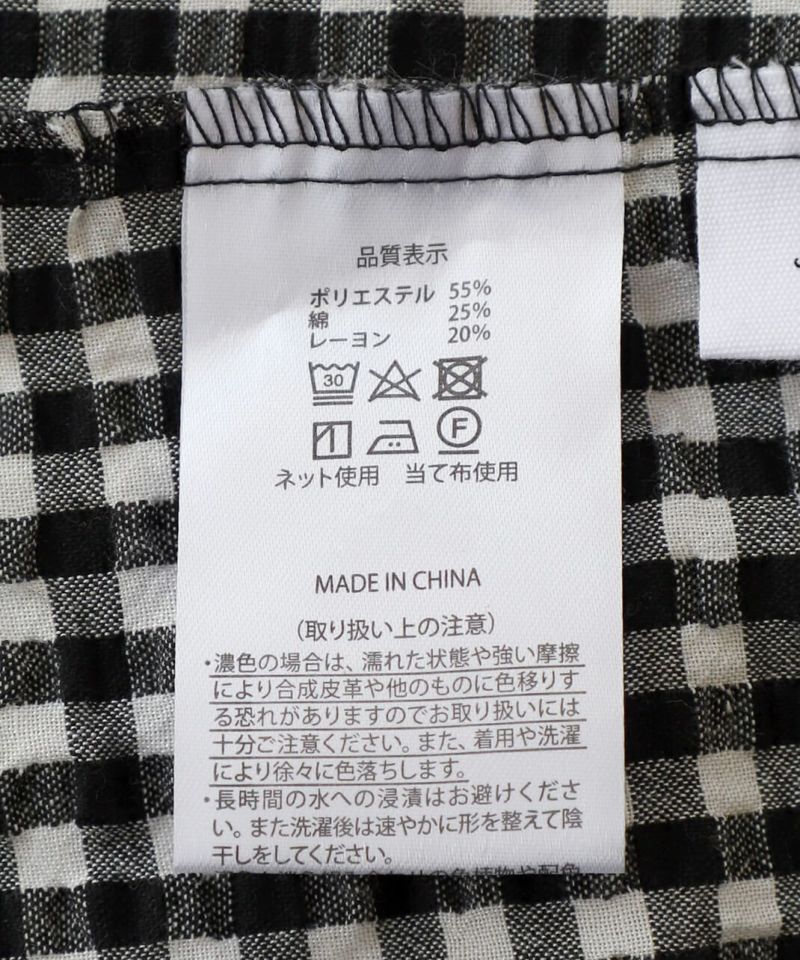 品質表示
ポリエステル 55%
綿 25%
レーヨン 20%
30
F
ネット使用 当て布使用
MADE IN CHINA
(取り扱い上の注意)
・濃色の場合は、濡れた状態や強い摩擦
により合成皮革や他のものに色移りす
る恐れがありますのでお取り扱いには
十分ご注意ください。また、着用や洗濯
により徐々に色落ちします。
・長時間の水への浸漬はお避けくださ
い。また洗濯後は速やかに形を整えて陰
干しをしてください。